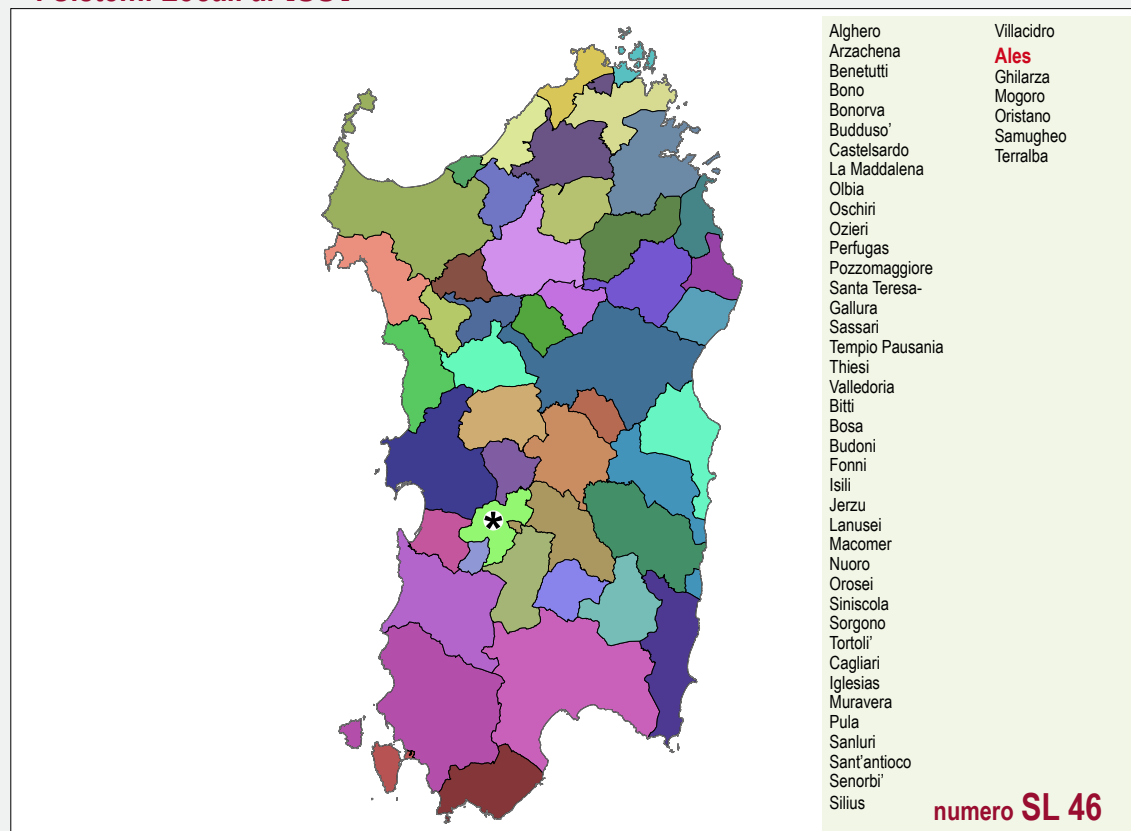 Alghero
Arzachena
Benetutti
Bono
Bonorva
Budduso'
Castelsardo
La Maddalena
Olbia
Oschiri
Ozieri
Perfugas
Pozzomaggiore
Santa Teresa-
Gallura
Sassari
Tempio Pausania
Thiesi
Valledoria
Bitti
Bosa
Budoni
Fonni
Isili
Jerzu
Lanusei
Macomer
Nuoro
Orosei
Siniscola
Sorgono
Tortoli'
Cagliari
Iglesias
Muravera
Pula
Sanluri
Sant'antioco
Senorbi'
Silius
Villacidro
Ales
Ghilarza
Mogoro
Oristano
Samugheo
Terralba
*
numero SL 46